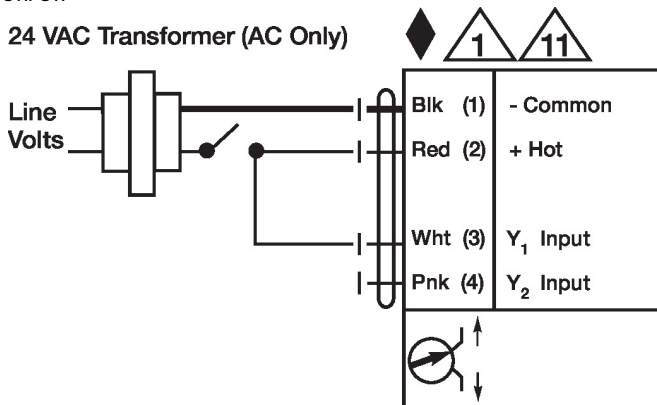 24 VAC Transformer (AC Only)
1
11
Line
Volts
Blk (1) - Common
Red (2) + Hot
Wht (3) Y1 Input
Pnk (4) Y2 Input